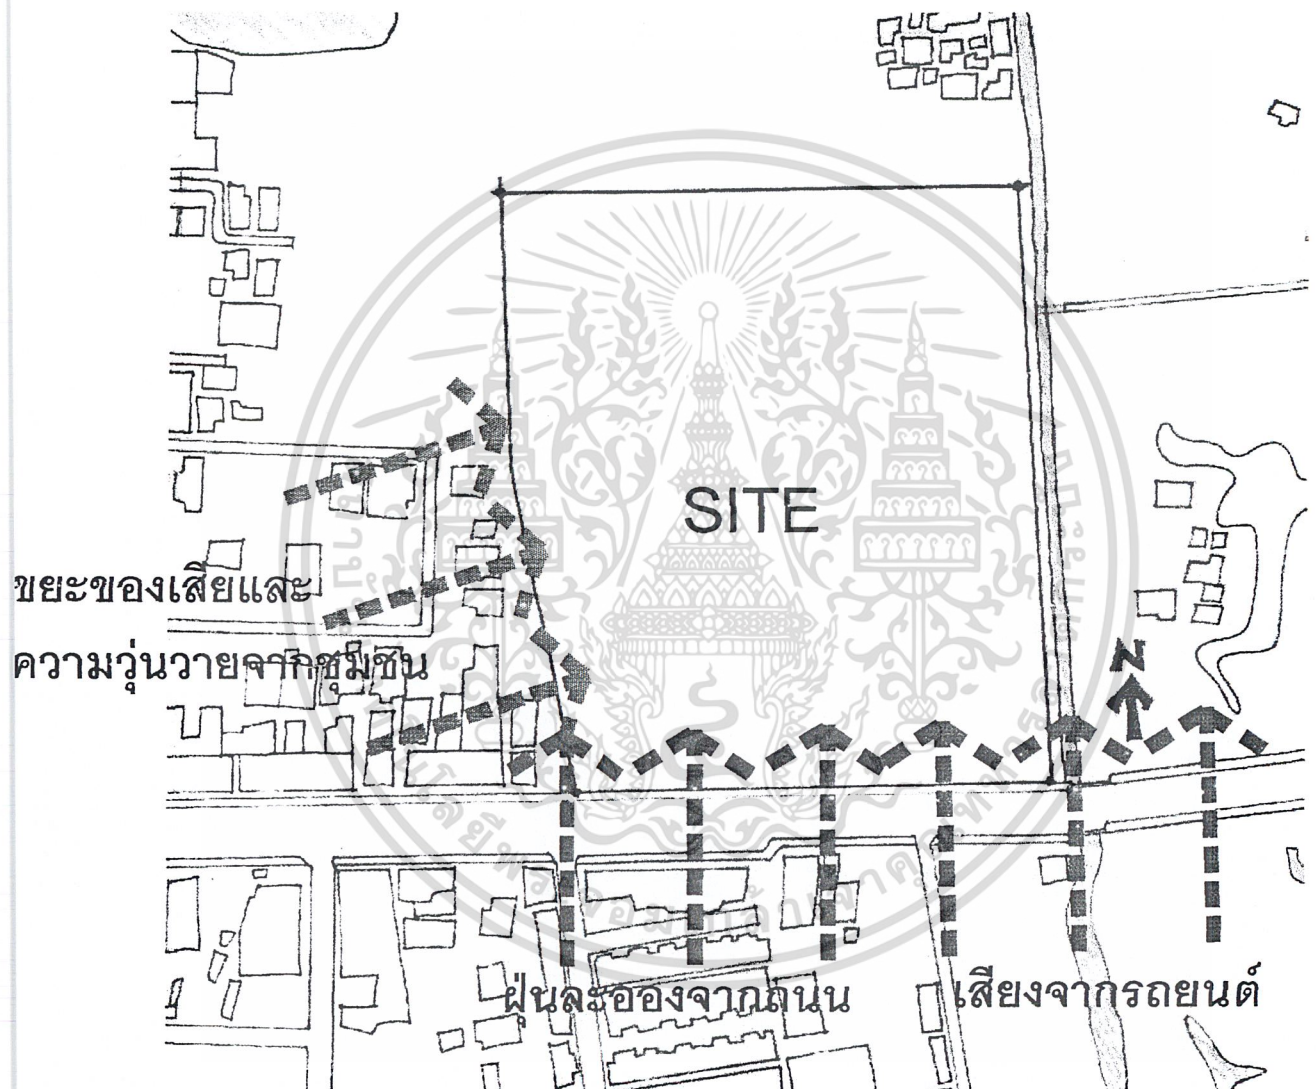 SITE
ขยะของเสียและ
ความวุ่นวายจากชุมชน
N
ฝุ่นละอองจากถนน
เสียงจากรถยนต์